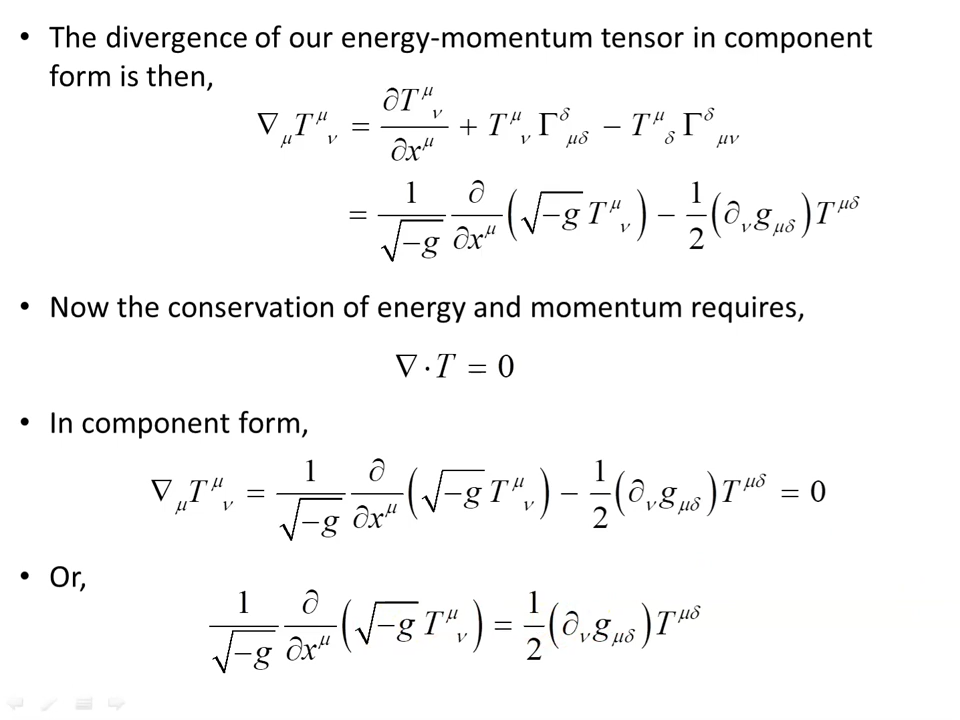 • The divergence of our energy-momentum tensor in component
form is then,
∇_μ T^μ_ν = ∂T^μ_ν/∂x^μ + T^μ_ν Γ^δ_μδ − T^μ_δ Γ^δ_μν
= 1/√−g ∂/∂x^μ (√−g T^μ_ν) − 1/2 (∂_ν g_μδ) T^μδ
• Now the conservation of energy and momentum requires,
∇ · T = 0
• In component form,
∇_μ T^μ_ν = 1/√−g ∂/∂x^μ (√−g T^μ_ν) − 1/2 (∂_ν g_μδ) T^μδ = 0
• Or,
1/√−g ∂/∂x^μ (√−g T^μ_ν) = 1/2 (∂_ν g_μδ) T^μδ